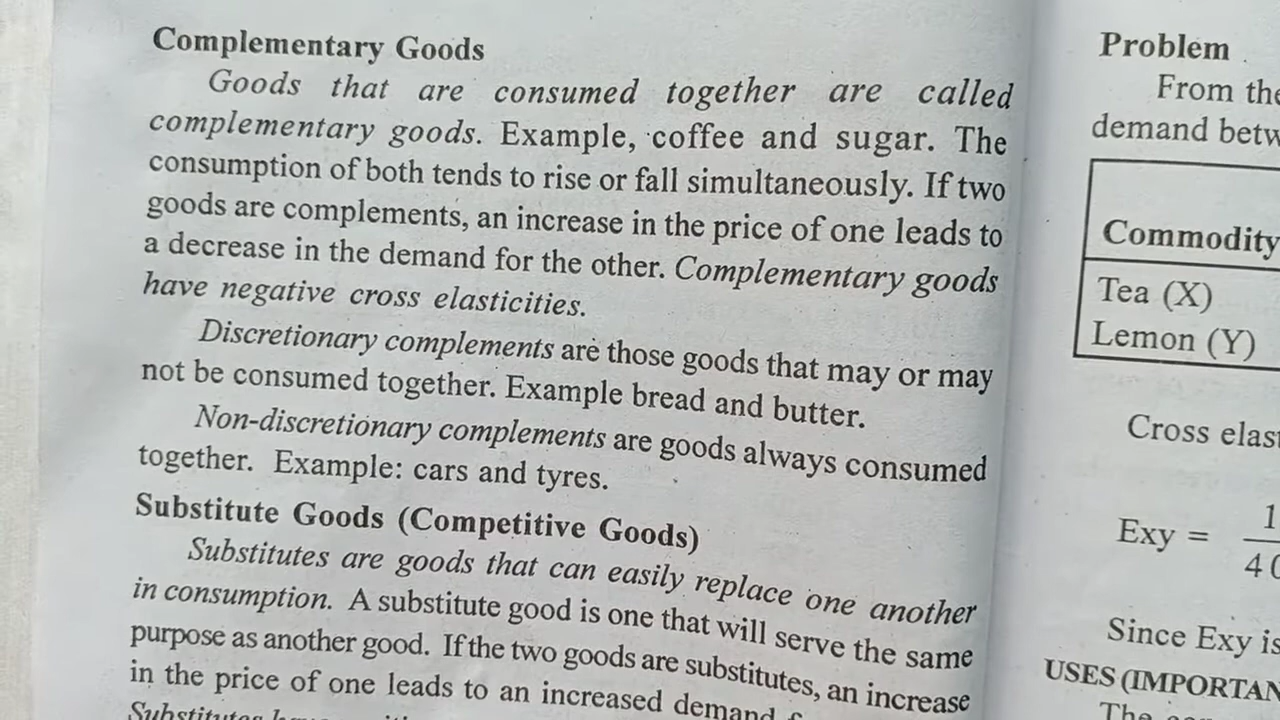 Complementary Goods
Goods that are consumed together are called
complementary goods. Example, coffee and sugar. The
consumption of both tends to rise or fall simultaneously. If two
goods are complements, an increase in the price of one leads to
a decrease in the demand for the other. Complementary goods
have negative cross elasticities.
Discretionary complements are those goods that may or may
not be consumed together. Example bread and butter.
Non-discretionary complements are goods always consumed
together. Example: cars and tyres.
Substitute Goods (Competitive Goods)
Substitutes are goods that can easily replace one another
in consumption. A substitute good is one that will serve the same
purpose as another good. If the two goods are substitutes, an increase
in the price of one leads to an increased demand
Problem
From the
demand betw
Commodity
Tea (X)
Lemon (Y)
Cross elast
Exy = 1
40
Since Exy is
USES (IMPORTAN
The